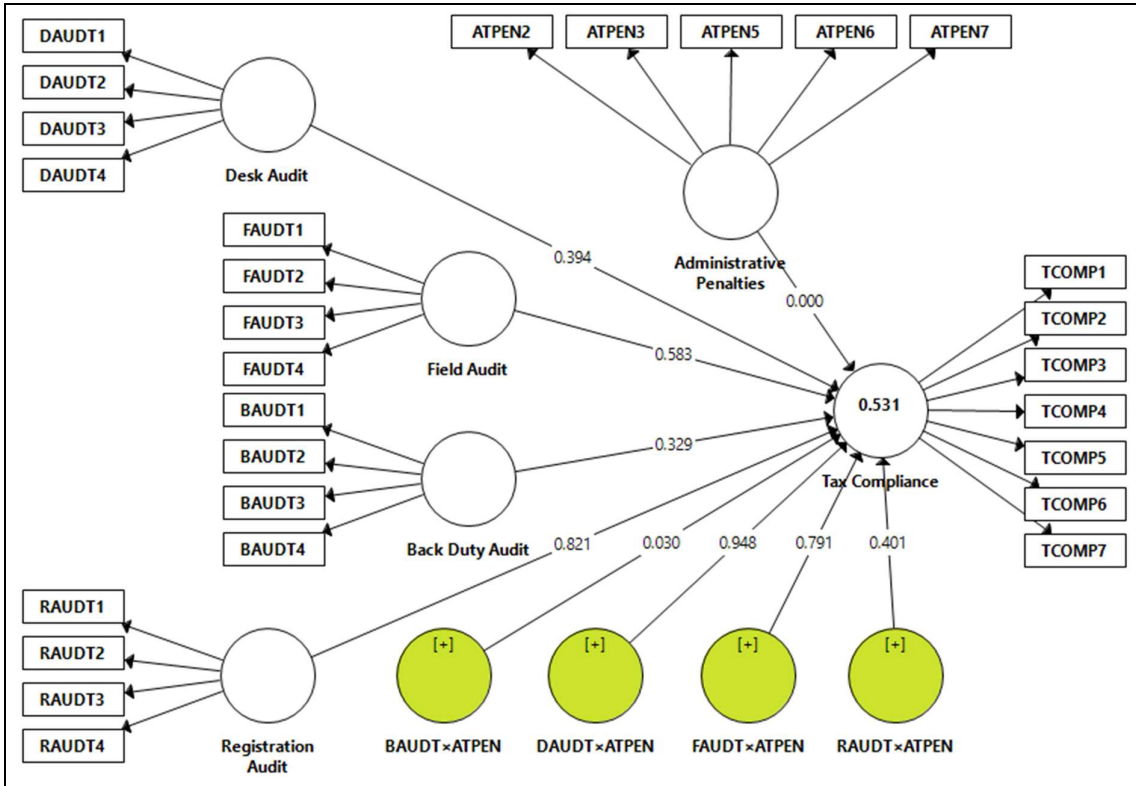 DAUDT1
DAUDT2
DAUDT3
DAUDT4
Desk Audit
ATPEN2
ATPEN3
ATPEN5
ATPEN6
ATPEN7
Administrative
Penalties
FAUDT1
FAUDT2
FAUDT3
FAUDT4
Field Audit
BAUDT1
BAUDT2
BAUDT3
BAUDT4
Back Duty Audit
RAUDT1
RAUDT2
RAUDT3
RAUDT4
Registration
Audit
0.394
0.000
0.583
0.329
0.821
0.030
0.948
0.791
0.401
0.531
Tax Compliance
TCOMP1
TCOMP2
TCOMP3
TCOMP4
TCOMP5
TCOMP6
TCOMP7
[+]
[+]
[+]
[+]
BAUDT×ATPEN
DAUDT×ATPEN
FAUDT×ATPEN
RAUDT×ATPEN